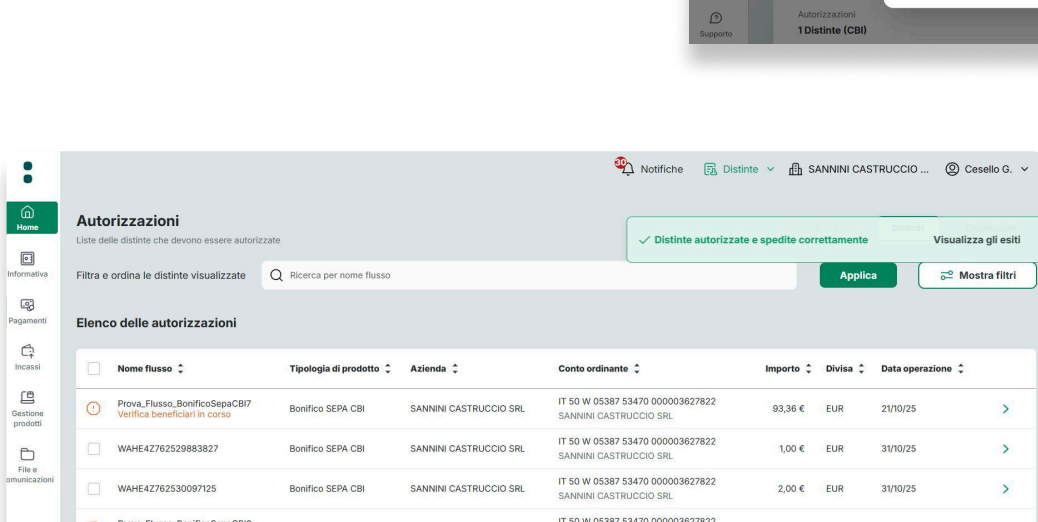 Supporto
Autorizzazioni
1 Distinte (CBI)
30 Notifiche Distinte SANNINI CASTRUCCIO ... Cesello G.
Home
Autorizzazioni
Liste delle distinte che devono essere autorizzate
Distinte autorizzate e spedite correttamente Visualizza gli esiti
Informativa
Filtra e ordina le distinte visualizzate Ricerca per nome flusso Applica Mostra filtri
Pagamenti
Elenco delle autorizzazioni
Incassi
Nome flusso Tipologia di prodotto Azienda Conto ordinante Importo Divisa Data operazione
Gestione
prodotti
Prova_Flusso_BonificoSepaCBI7 Bonifico SEPA CBI SANNINI CASTRUCCIO SRL IT 50 W 05387 53470 000003627822 93,36 € EUR 21/10/25
Verifica beneficiari in corso SANNINI CASTRUCCIO SRL
WAHE4Z762529883827 Bonifico SEPA CBI SANNINI CASTRUCCIO SRL IT 50 W 05387 53470 000003627822 1,00 € EUR 31/10/25
SANNINI CASTRUCCIO SRL
File e
omunicazioni
WAHE4Z762530097125 Bonifico SEPA CBI SANNINI CASTRUCCIO SRL IT 50 W 05387 53470 000003627822 2,00 € EUR 31/10/25
SANNINI CASTRUCCIO SRL
IT 50 W 05387 53470 000003627822